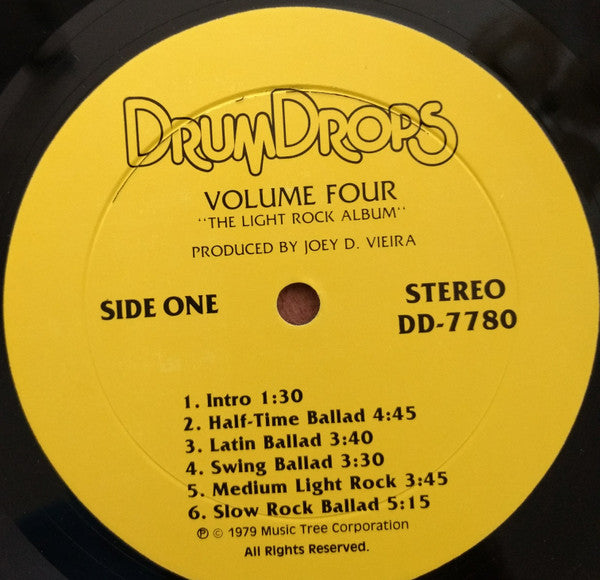 DRUMDROPS
VOLUME FOUR
"THE LIGHT ROCK ALBUM"
PRODUCED BY JOEY D. VIEIRA
SIDE ONE
STEREO
DD-7780
1. Intro 1:30
2. Half-Time Ballad 4:45
3. Latin Ballad 3:40
4. Swing Ballad 3:30
5. Medium Light Rock 3:45
6. Slow Rock Ballad 5:15
℗ © 1979 Music Tree Corporation
All Rights Reserved.